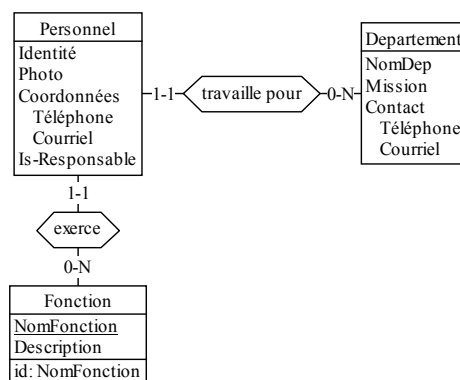 Personnel
Identité
Photo
Coordonnées
Téléphone
Courriel
Is-Responsable
1-1
travaille pour
0-N
Departement
NomDep
Mission
Contact
Téléphone
Courriel
1-1
exerce
0-N
Fonction
NomFonction
Description
id: NomFonction